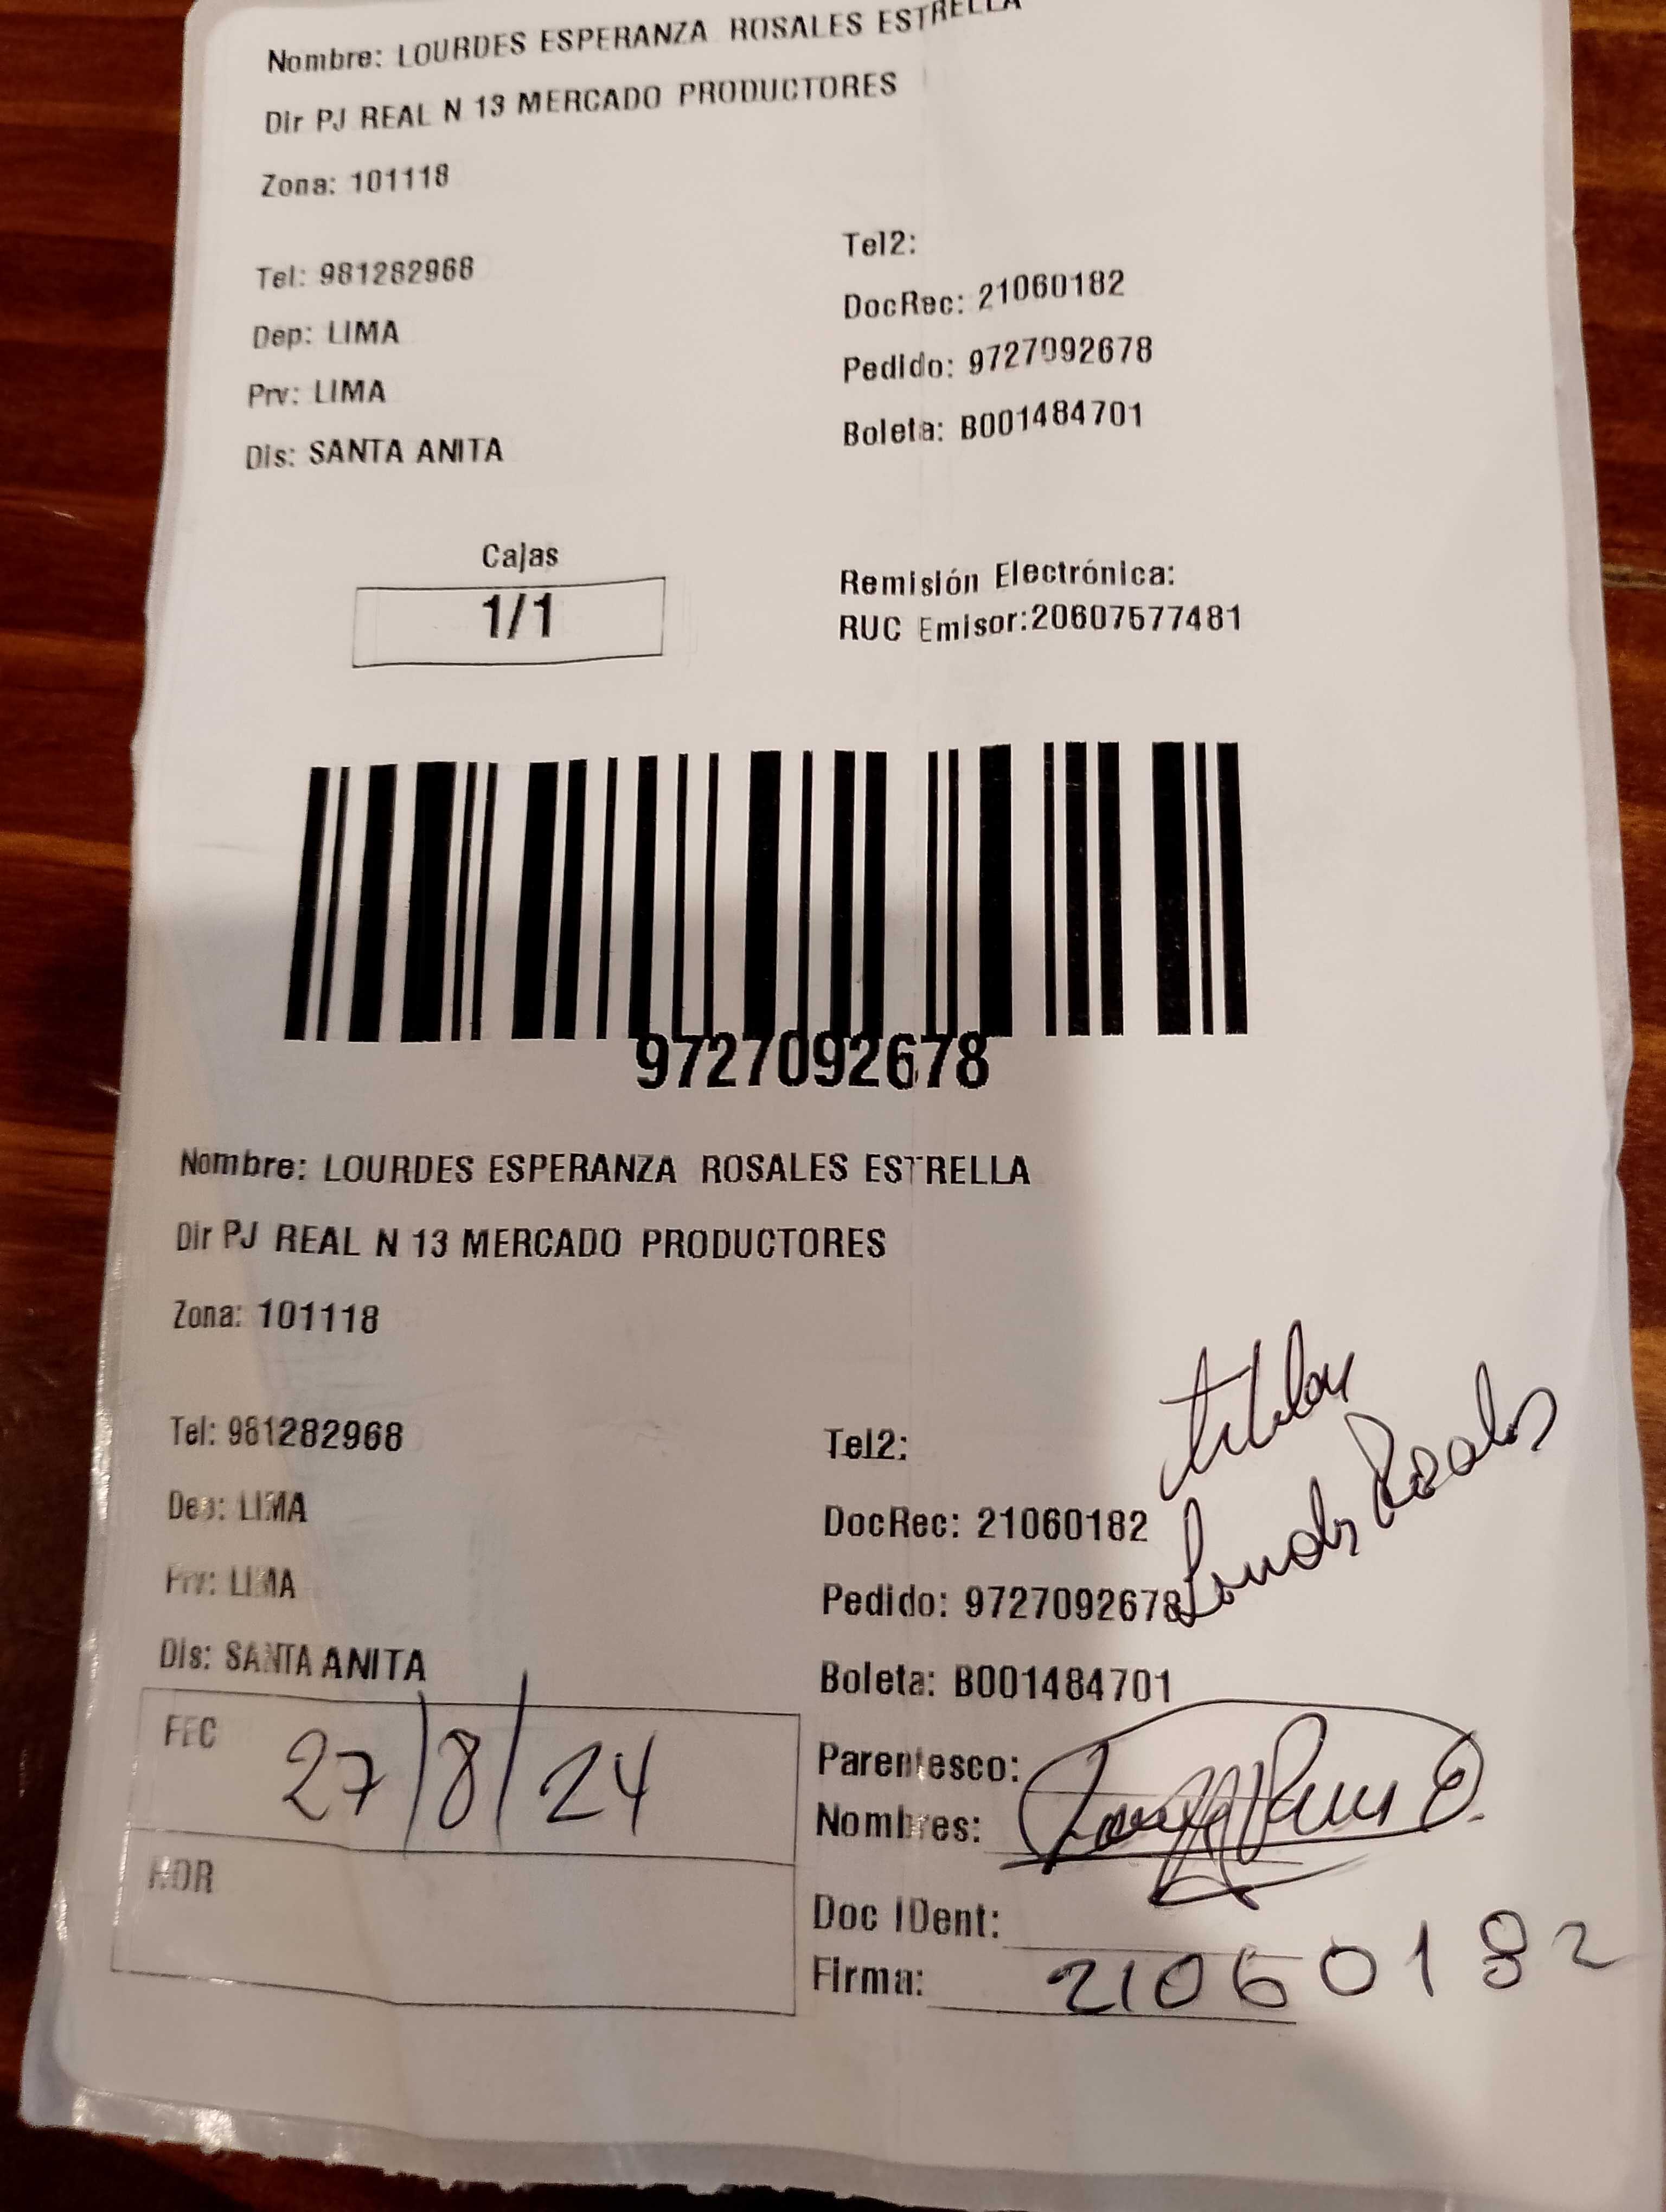 Nombre: LOURDES ESPERANZA ROSALES ESTRELLA
Dir PJ REAL N 13 MERCADO PRODUCTORES
Zona: 101118
Tel: 981282968
Tel2:
Dep: LIMA
DocRec: 21060182
Prv: LIMA
Pedido: 9727092678
Dis: SANTA ANITA
Boleta: B001484701
Cajas
1/1
Remisión Electrónica:
RUC Emisor:20607577481
9727092678
Nombre: LOURDES ESPERANZA ROSALES ESTRELLA
Dir PJ REAL N 13 MERCADO PRODUCTORES
Zona: 101118
Tel: 981282968
Tel2:
Dep: LIMA
DocRec: 21060182
Prv: LIMA
Pedido: 9727092678
Dis: SANTA ANITA
Boleta: B001484701
titular
Lourdes Rosales
FEC 27/8/24
Parentesco:
Nombres:
HOR
Doc IDent:
Firma: 21060182